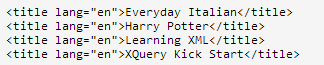 <title lang="en">Everyday Italian</title>
<title lang="en">Harry Potter</title>
<title lang="en">Learning XML</title>
<title lang="en">XQuery Kick Start</title>